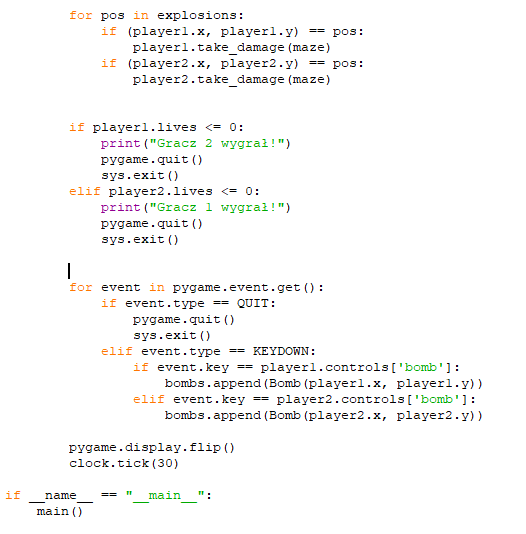 for pos in explosions:
if (player1.x, player1.y) == pos:
player1.take_damage(maze)
if (player2.x, player2.y) == pos:
player2.take_damage(maze)
if player1.lives <= 0:
print("Gracz 2 wygrał!")
pygame.quit()
sys.exit()
elif player2.lives <= 0:
print("Gracz 1 wygrał!")
pygame.quit()
sys.exit()
for event in pygame.event.get():
if event.type == QUIT:
pygame.quit()
sys.exit()
elif event.type == KEYDOWN:
if event.key == player1.controls['bomb']:
bombs.append(Bomb(player1.x, player1.y))
elif event.key == player2.controls['bomb']:
bombs.append(Bomb(player2.x, player2.y))
pygame.display.flip()
clock.tick(30)
if __name__ == "__main__":
main()